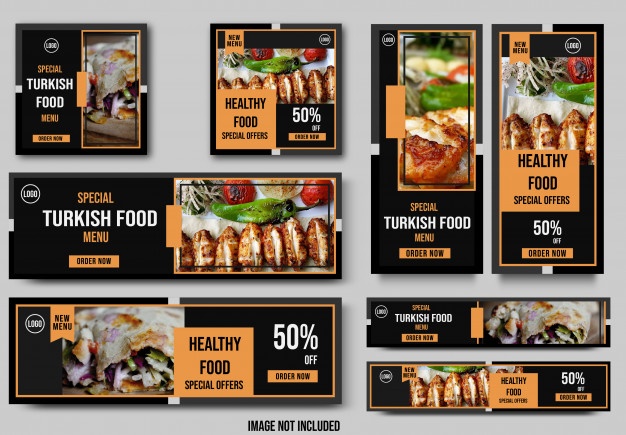 LOGO
SPECIAL
TURKISH
FOOD
MENU
ORDER NOW
NEW
MENU
LOGO
HEALTHY
FOOD
SPECIAL OFFERS
50%
OFF
ORDER NOW
LOGO
SPECIAL
TURKISH FOOD
MENU
ORDER NOW
NEW
MENU
LOGO
HEALTHY
FOOD
SPECIAL OFFERS
50%
OFF
ORDER NOW
LOGO
SPECIAL
TURKISH FOOD
MENU
ORDER NOW
LOGO
NEW
MENU
HEALTHY
FOOD
SPECIAL OFFERS
50%
OFF
ORDER NOW
LOGO
SPECIAL
TURKISH FOOD
MENU
ORDER NOW
LOGO
NEW
MENU
HEALTHY
FOOD
SPECIAL OFFERS
50%
OFF
ORDER NOW
IMAGE NOT INCLUDED